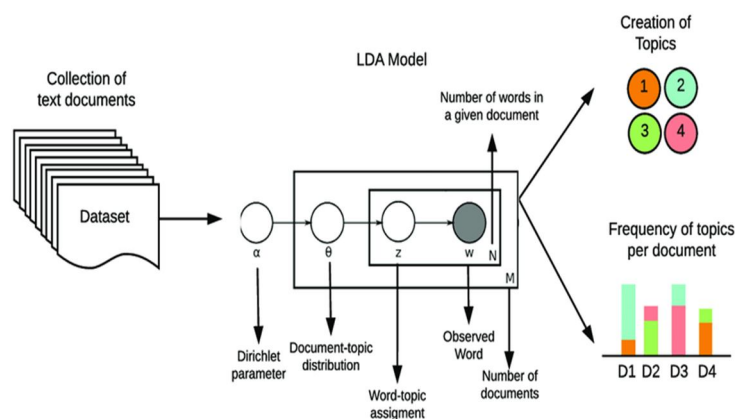 Collection of
text documents
Dataset
LDA Model
Number of words in
a given document
α
θ
z
w
N
M
Dirichlet
parameter
Document-topic
distribution
Word-topic
assigment
Observed
Word
Number of
documents
Creation of
Topics
1
2
3
4
Frequency of topics
per document
D1 D2 D3 D4